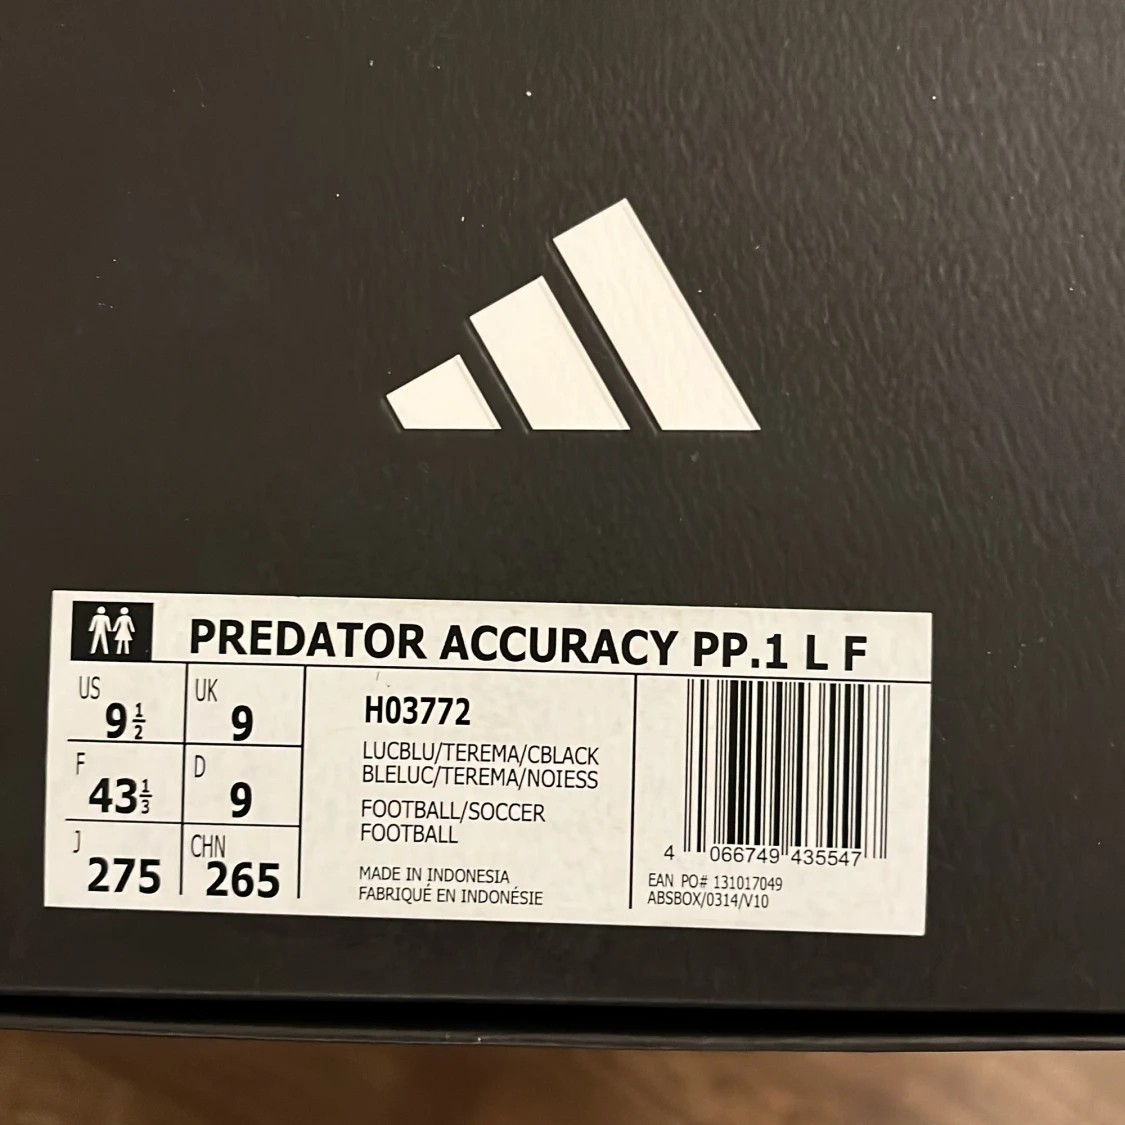 PREDATOR ACCURACY PP.1 L F
US 9½ UK 9
F 43⅓ D 9
J 275 CHN 265
H03772
LUCBLU/TEREMA/CBLACK
BLELUC/TEREMA/NOIESS
FOOTBALL/SOCCER
FOOTBALL
MADE IN INDONESIA
FABRIQUÉ EN INDONÉSIE
4 066749 435547
EAN PO# 131017049
ABSBOX/0314/V10